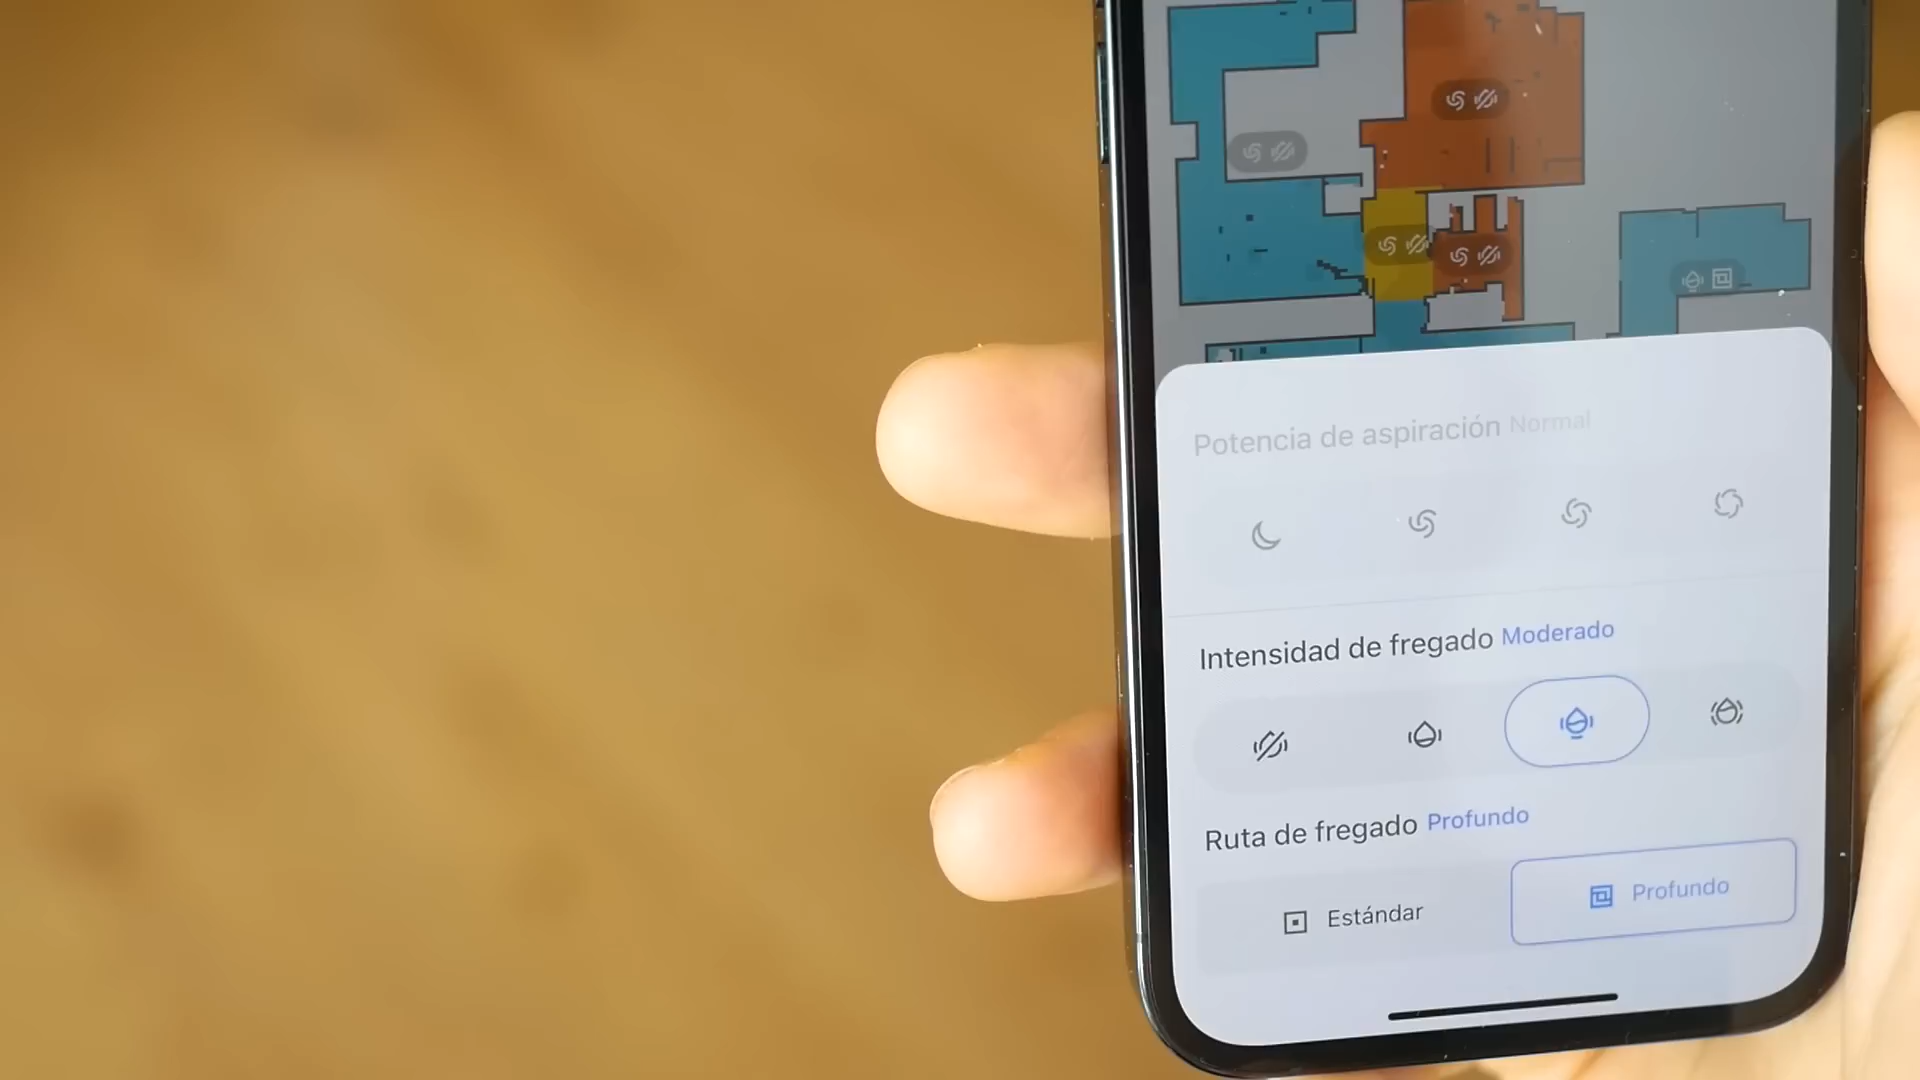 Potencia de aspiración Normal
Intensidad de fregado Moderado
Ruta de fregado Profundo
Estándar Profundo